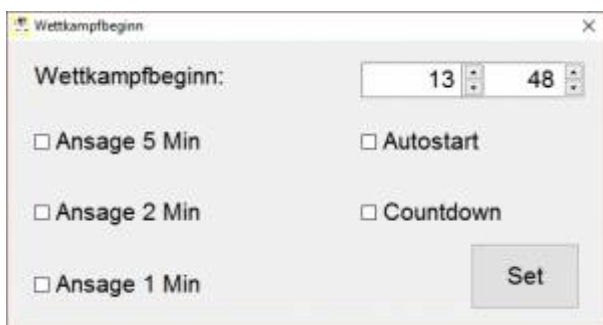 Wettkampfbeginn
Wettkampfbeginn: 13 48
Ansage 5 Min Autostart
Ansage 2 Min Countdown
Ansage 1 Min Set